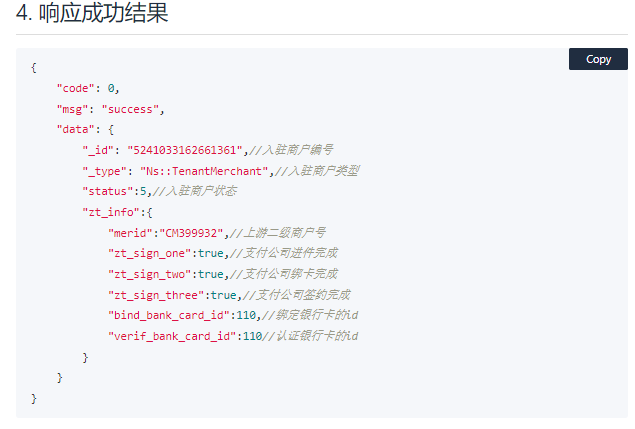 4. 响应成功结果
Copy
{
"code": 0,
"msg": "success",
"data": {
"_id": "5241033162661361",//入驻商户编号
"_type": "Ns::TenantMerchant",//入驻商户类型
"status":5,//入驻商户状态
"zt_info":{
"merid":"CM399932",//上游二级商户号
"zt_sign_one":true,//支付公司进件完成
"zt_sign_two":true,//支付公司绑卡完成
"zt_sign_three":true,//支付公司签约完成
"bind_bank_card_id":110,//绑定银行卡的id
"verif_bank_card_id":110//认证银行卡的id
}
}
}